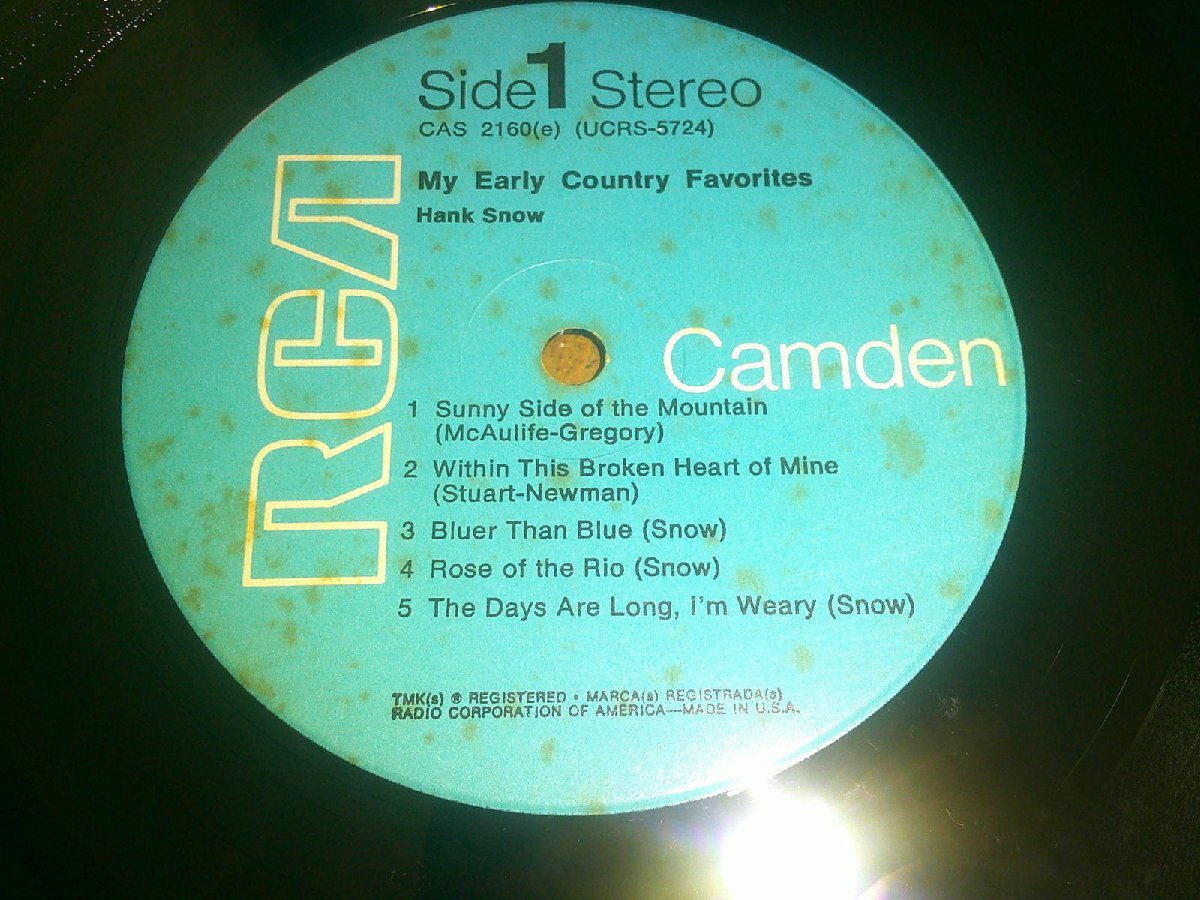 Side 1 Stereo
CAS 2160(e) (UCRS-5724)
My Early Country Favorites
Hank Snow
RCA
Camden
1 Sunny Side of the Mountain
(McAulife-Gregory)
2 Within This Broken Heart of Mine
(Stuart-Newman)
3 Bluer Than Blue (Snow)
4 Rose of the Rio (Snow)
5 The Days Are Long, I'm Weary (Snow)
TMK(s) ® REGISTERED • MARCA(s) REGISTRADA(s)
RADIO CORPORATION OF AMERICA—MADE IN U.S.A.